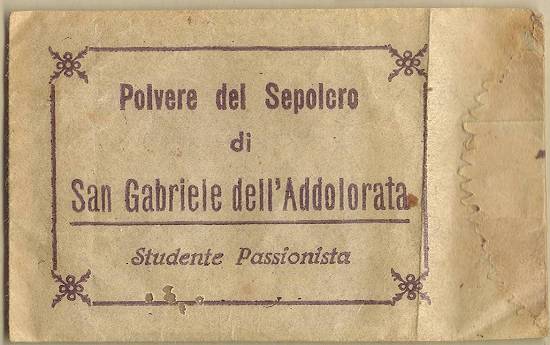 Polvere del Sepolcro
di
San Gabriele dell'Addolorata
Studente Passionista